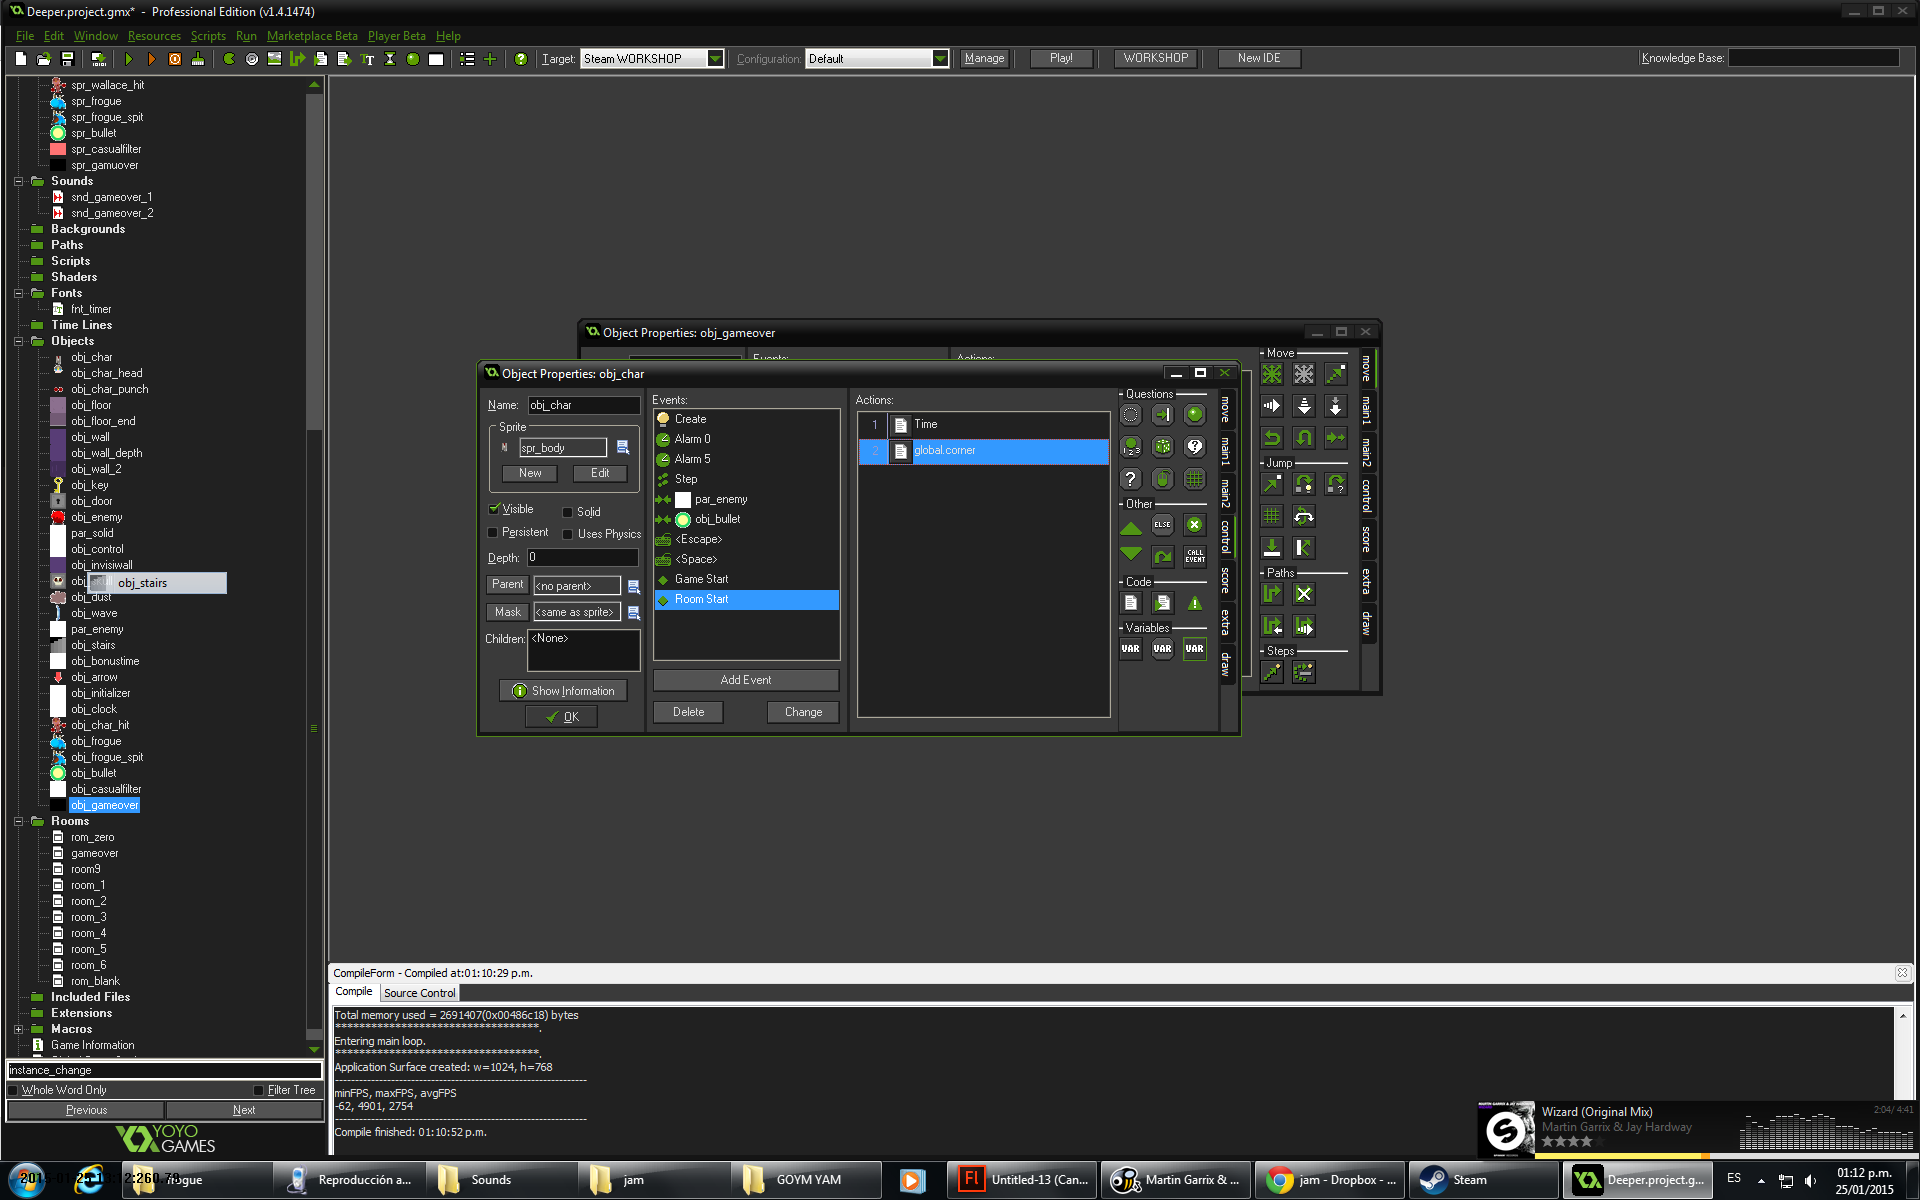 Deeper.project.gmx* - Professional Edition (v1.4.1474)
File Edit Window Resources Scripts Run Marketplace Beta Player Beta Help
Target: Steam WORKSHOP Configuration: Default Manage Play! WORKSHOP New IDE Knowledge Base:
spr_wallace_hit
spr_frogue
spr_frogue_spit
spr_bullet
spr_casualfilter
spr_gamuover
Sounds
snd_gameover_1
snd_gameover_2
Backgrounds
Paths
Scripts
Shaders
Fonts
fnt_timer
Time Lines
Objects
obj_char
obj_char_head
obj_char_punch
obj_floor
obj_floor_end
obj_wall
obj_wall_depth
obj_wall_2
obj_key
obj_door
obj_enemy
par_solid
obj_control
obj_invisiwall
obj_stairs
obj_dust
obj_wave
par_enemy
obj_stairs
obj_bonustime
obj_arrow
obj_initializer
obj_clock
obj_char_hit
obj_frogue
obj_frogue_spit
obj_bullet
obj_casualfilter
obj_gameover
Rooms
rom_zero
gameover
room9
room_1
room_2
room_3
room_4
room_5
room_6
rom_blank
Included Files
Extensions
Macros
Game Information
instance_change
Whole Word Only Filter Tree
Previous Next
YOYO GAMES
Object Properties: obj_gameover
Events: Actions:
Move
Jump
Paths
Steps
move
main1
main2
control
score
extra
draw
Object Properties: obj_char
Name: obj_char
Sprite
spr_body
New Edit
Visible Solid
Persistent Uses Physics
Depth: 0
Parent <no parent>
Mask <same as sprite>
Children: <None>
Show Information
OK
Events:
Create
Alarm 0
Alarm 5
Step
par_enemy
obj_bullet
<Escape>
<Space>
Game Start
Room Start
Add Event
Delete Change
Actions:
1 Time
2 global.corner
Questions
1 2 3
Other
ELSE
CALL EVENT
Code
Variables
VAR VAR VAR
move
main1
main2
control
score
extra
draw
CompileForm - Compiled at:01:10:29 p.m.
Compile Source Control
Total memory used = 2691407(0x00486c18) bytes
***********************************.
Entering main loop.
***********************************.
Application Surface created: w=1024, h=768
minFPS, maxFPS, avgFPS
-62, 4901, 2754
Compile finished: 01:10:52 p.m.
Wizard (Original Mix) 2:04/ 4:41
Martin Garrix & Jay Hardway
Reproducción a...
Sounds
jam
GOYM YAM
Untitled-13 (Can...
Martin Garrix & ...
jam - Dropbox - ...
Steam
Deeper.project.g...
ES
01:12 p.m.
25/01/2015